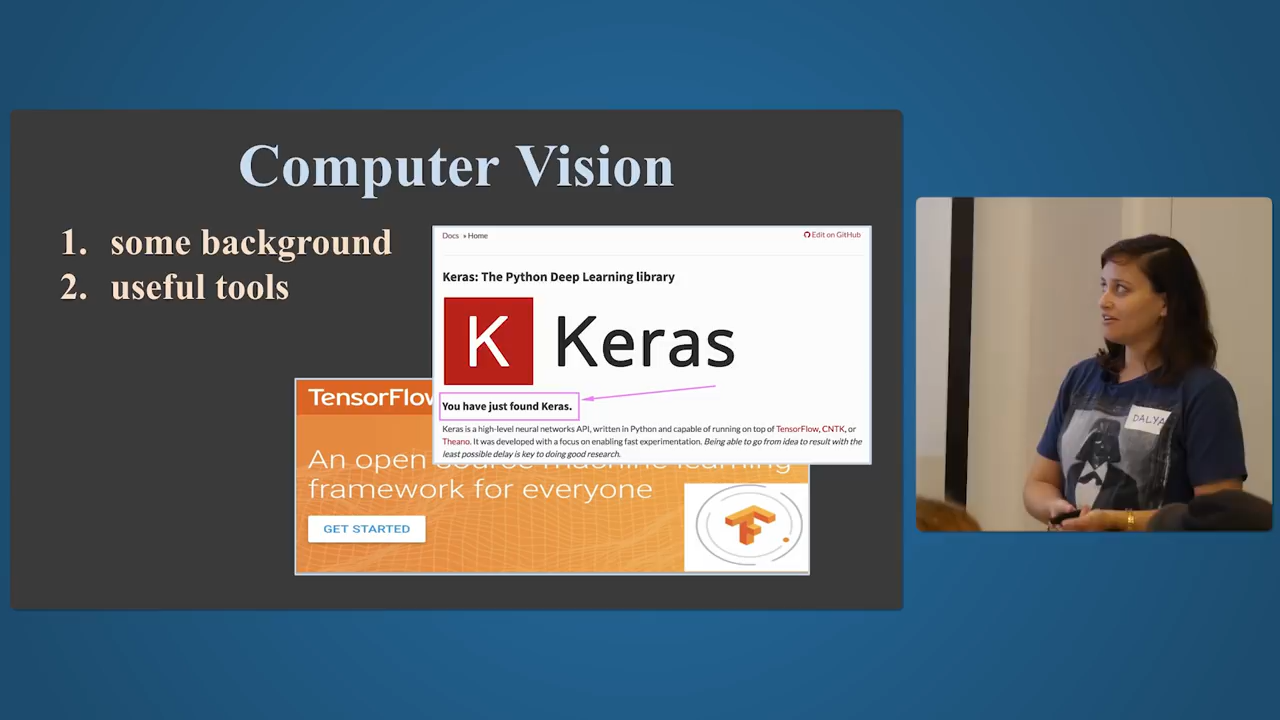 Computer Vision
1. some background
2. useful tools
Docs » Home
Edit on GitHub
Keras: The Python Deep Learning library
K Keras
You have just found Keras.
Keras is a high-level neural networks API, written in Python and capable of running on top of TensorFlow, CNTK, or
Theano. It was developed with a focus on enabling fast experimentation. Being able to go from idea to result with the
least possible delay is key to doing good research.
TensorFlow
An open source machine learning
framework for everyone
GET STARTED
DALYA